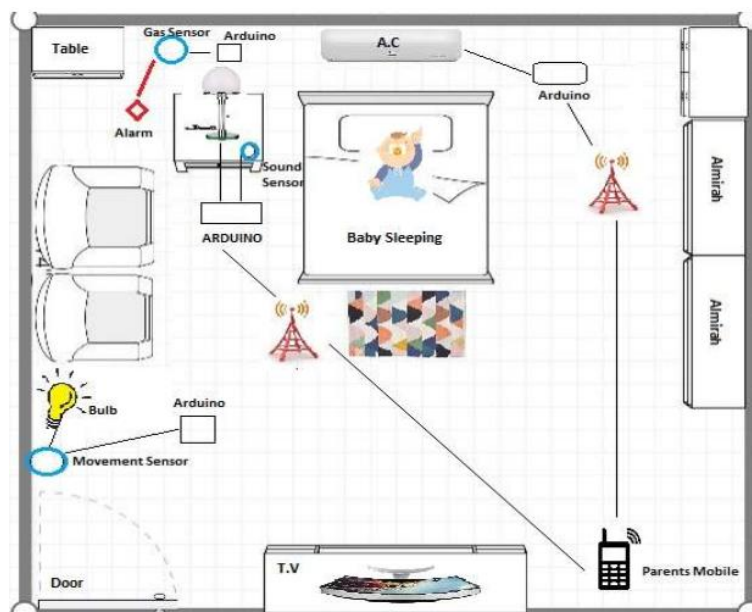 Gas Sensor
Arduino
Table
A.C
Arduino
Alarm
Sound
Sensor
Almirah
ARDUINO
Baby Sleeping
Almirah
Bulb
Arduino
Movement Sensor
T.V
Door
Parents Mobile